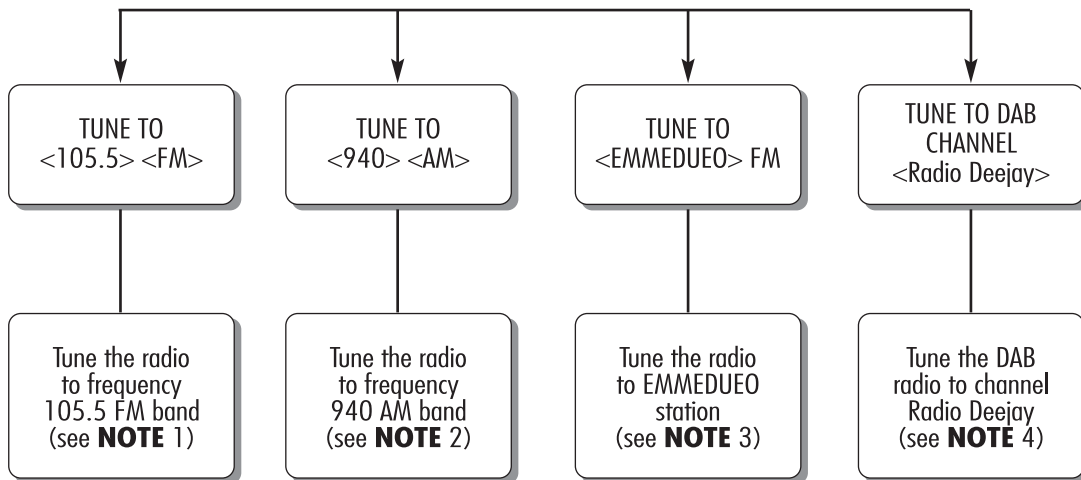 TUNE TO
<105.5> <FM>
TUNE TO
<940> <AM>
TUNE TO
<EMMEDUEO> FM
TUNE TO DAB
CHANNEL
<Radio Deejay>
Tune the radio
to frequency
105.5 FM band
(see NOTE 1)
Tune the radio
to frequency
940 AM band
(see NOTE 2)
Tune the radio
to EMMEDUEO
station
(see NOTE 3)
Tune the DAB
radio to channel
Radio Deejay
(see NOTE 4)